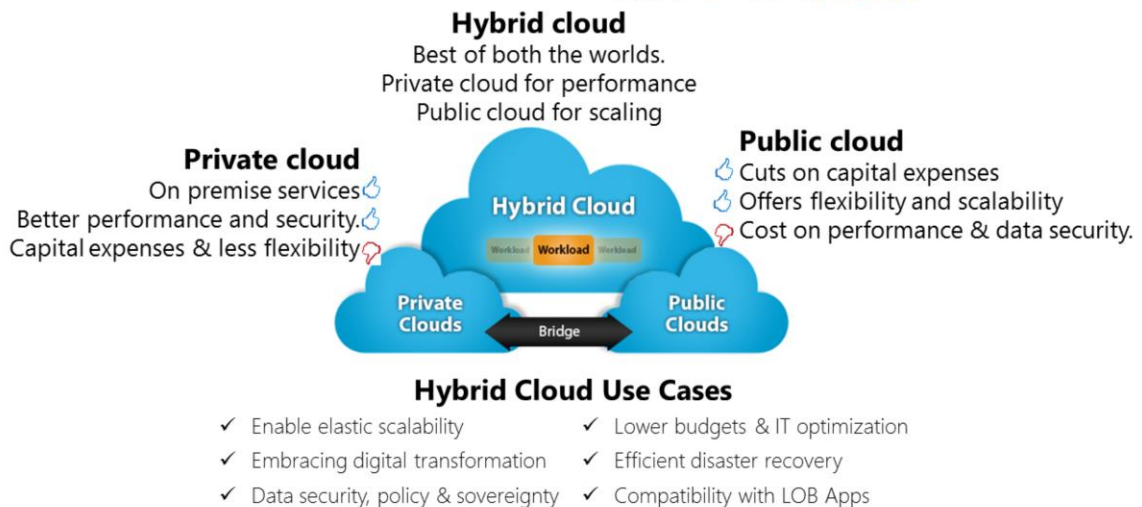 Hybrid cloud
Best of both the worlds.
Private cloud for performance
Public cloud for scaling
Private cloud
On premise services
Better performance and security.
Capital expenses & less flexibility
Public cloud
Cuts on capital expenses
Offers flexibility and scalability
Cost on performance & data security.
Hybrid Cloud
Workload Workload Workload
Private
Clouds
Bridge
Public
Clouds
Hybrid Cloud Use Cases
✓ Enable elastic scalability
✓ Embracing digital transformation
✓ Data security, policy & sovereignty
✓ Lower budgets & IT optimization
✓ Efficient disaster recovery
✓ Compatibility with LOB Apps